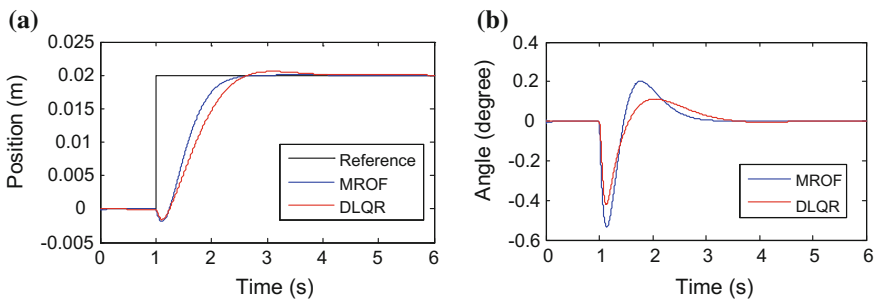 (a)
Position (m)
0.025
0.02
0.015
0.01
0.005
0
-0.005
Reference
MROF
DLQR
0 1 2 3 4 5 6
Time (s)
(b)
Angle (degree)
0.4
0.2
0
-0.2
-0.4
-0.6
MROF
DLQR
0 1 2 3 4 5 6
Time (s)